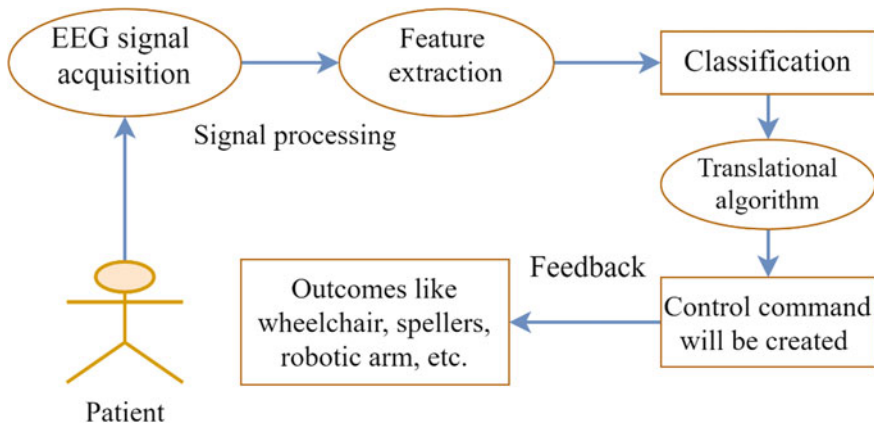 EEG signal
acquisition
Feature
extraction
Classification
Signal processing
Translational
algorithm
Control command
will be created
Feedback
Outcomes like
wheelchair, spellers,
robotic arm, etc.
Patient